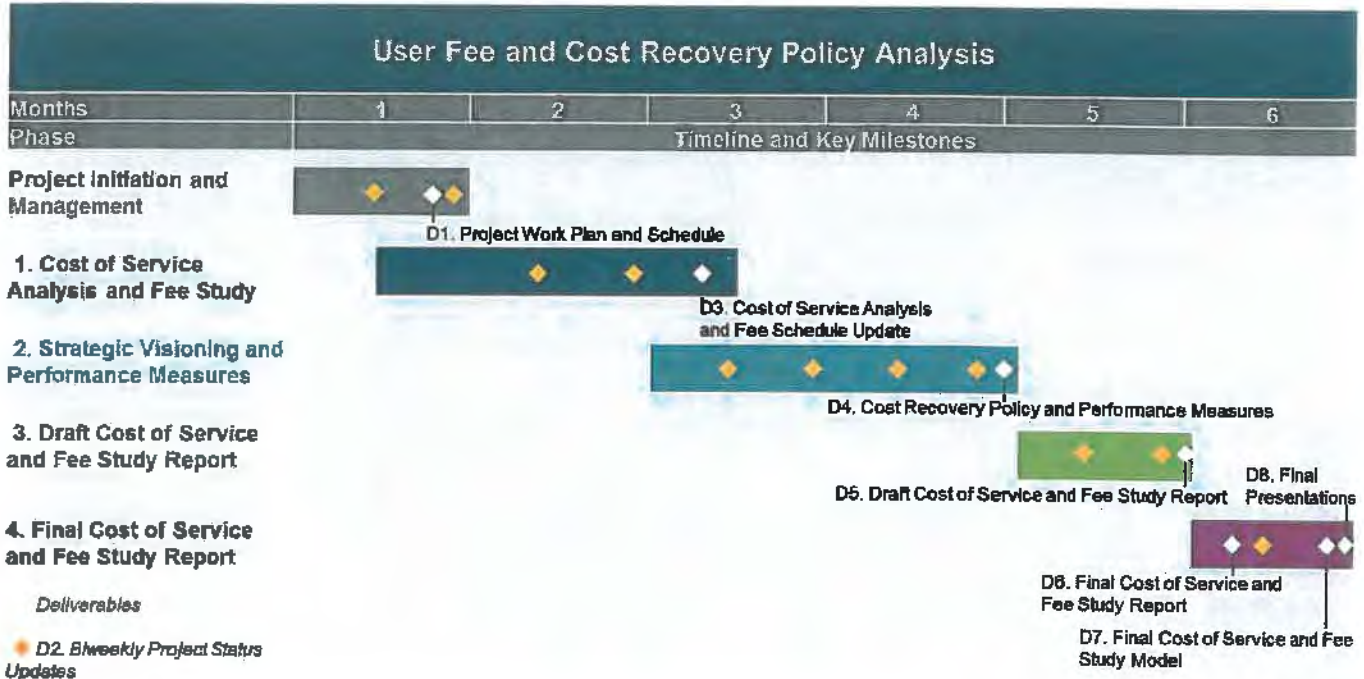 User Fee and Cost Recovery Policy Analysis
Months 1 2 3 4 5 6
Phase Timeline and Key Milestones
Project Initiation and
Management
D1. Project Work Plan and Schedule
1. Cost of Service
Analysis and Fee Study
D3. Cost of Service Analysis
and Fee Schedule Update
2. Strategic Visioning and
Performance Measures
D4. Cost Recovery Policy and Performance Measures
3. Draft Cost of Service
and Fee Study Report
D5. Draft Cost of Service and Fee Study Report
D8. Final
Presentations
4. Final Cost of Service
and Fee Study Report
D6. Final Cost of Service and
Fee Study Report
D7. Final Cost of Service and Fee
Study Model
Deliverables
D2. Biweekly Project Status
Updates